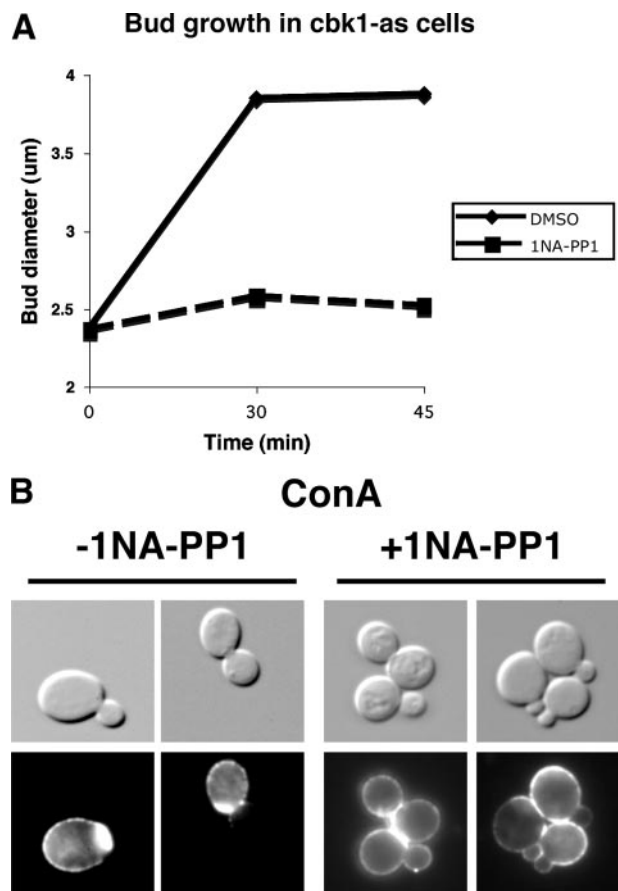 A
Bud growth in cbk1-as cells
4
3.5
3
2.5
2
Bud diameter (um)
0
30
45
Time (min)
DMSO
1NA-PP1
B
ConA
-1NA-PP1
+1NA-PP1